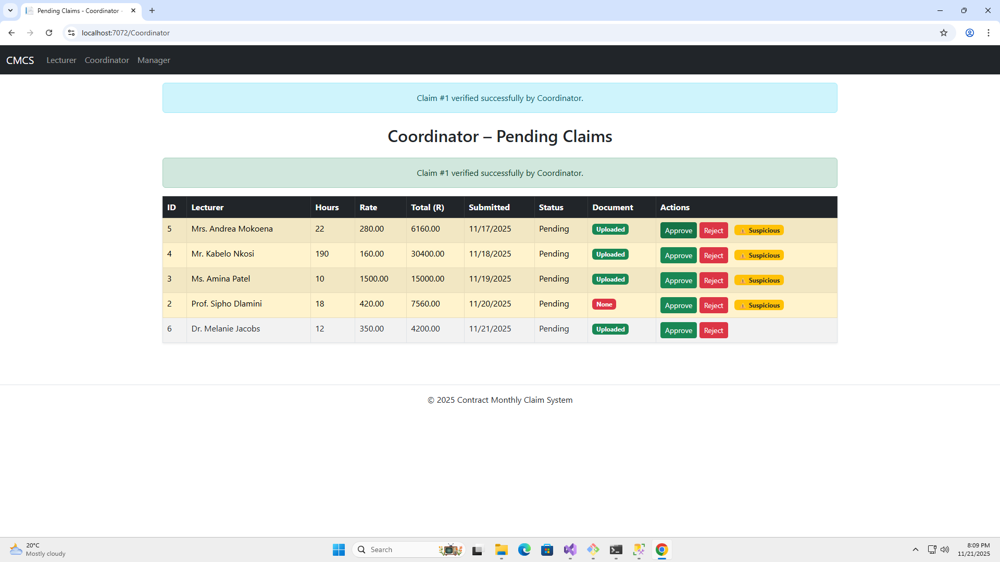 Pending Claims - Coordinator -
localhost:7072/Coordinator
CMCS Lecturer Coordinator Manager
Claim #1 verified successfully by Coordinator.
Coordinator – Pending Claims
Claim #1 verified successfully by Coordinator.
ID Lecturer Hours Rate Total (R) Submitted Status Document Actions
5 Mrs. Andrea Mokoena 22 280.00 6160.00 11/17/2025 Pending Uploaded Approve Reject ⚠ Suspicious
4 Mr. Kabelo Nkosi 190 160.00 30400.00 11/18/2025 Pending Uploaded Approve Reject ⚠ Suspicious
3 Ms. Amina Patel 10 1500.00 15000.00 11/19/2025 Pending Uploaded Approve Reject ⚠ Suspicious
2 Prof. Sipho Dlamini 18 420.00 7560.00 11/20/2025 Pending None Approve Reject ⚠ Suspicious
6 Dr. Melanie Jacobs 12 350.00 4200.00 11/21/2025 Pending Uploaded Approve Reject
© 2025 Contract Monthly Claim System
20°C
Mostly cloudy
Search
8:09 PM
11/21/2025